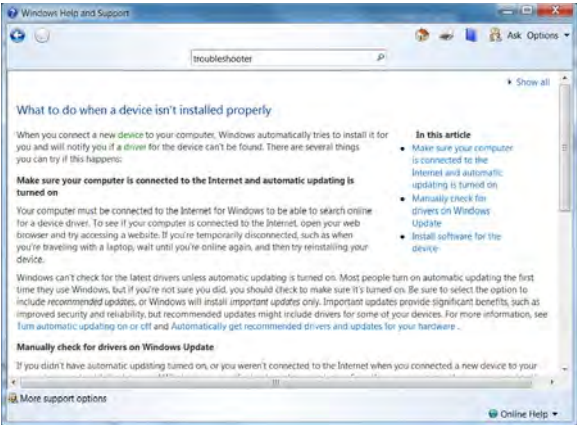 Windows Help and Support
Ask Options
troubleshooter
Show all
What to do when a device isn't installed properly
When you connect a new device to your computer, Windows automatically tries to install it for
you and will notify you if a driver for the device can't be found. There are several things
you can try if this happens:
Make sure your computer is connected to the Internet and automatic updating is
turned on
Your computer must be connected to the Internet for Windows to be able to search online
for a device driver. To see if your computer is connected to the Internet, open your web
browser and try accessing a website. If you're temporarily disconnected, such as when
you're traveling with a laptop, wait until you're online again, and then try reinstalling your
device.
In this article
Make sure your computer
is connected to the
Internet and automatic
updating is turned on
Manually check for
drivers on Windows
Update
Install software for the
device
Windows can't check for the latest drivers unless automatic updating is turned on. Most people turn on automatic updating the first
time they use Windows, but if you're not sure you did, you should check to make sure it's turned on. Be sure to select the option to
include recommended updates, or Windows will install important updates only. Important updates provide significant benefits, such as
improved security and reliability, but recommended updates might include drivers for some of your devices. For more information, see
Turn automatic updating on or off and Automatically get recommended drivers and updates for your hardware .
Manually check for drivers on Windows Update
If you didn't have automatic updating turned on, or you weren't connected to the Internet when you connected a new device to your
More support options
Online Help